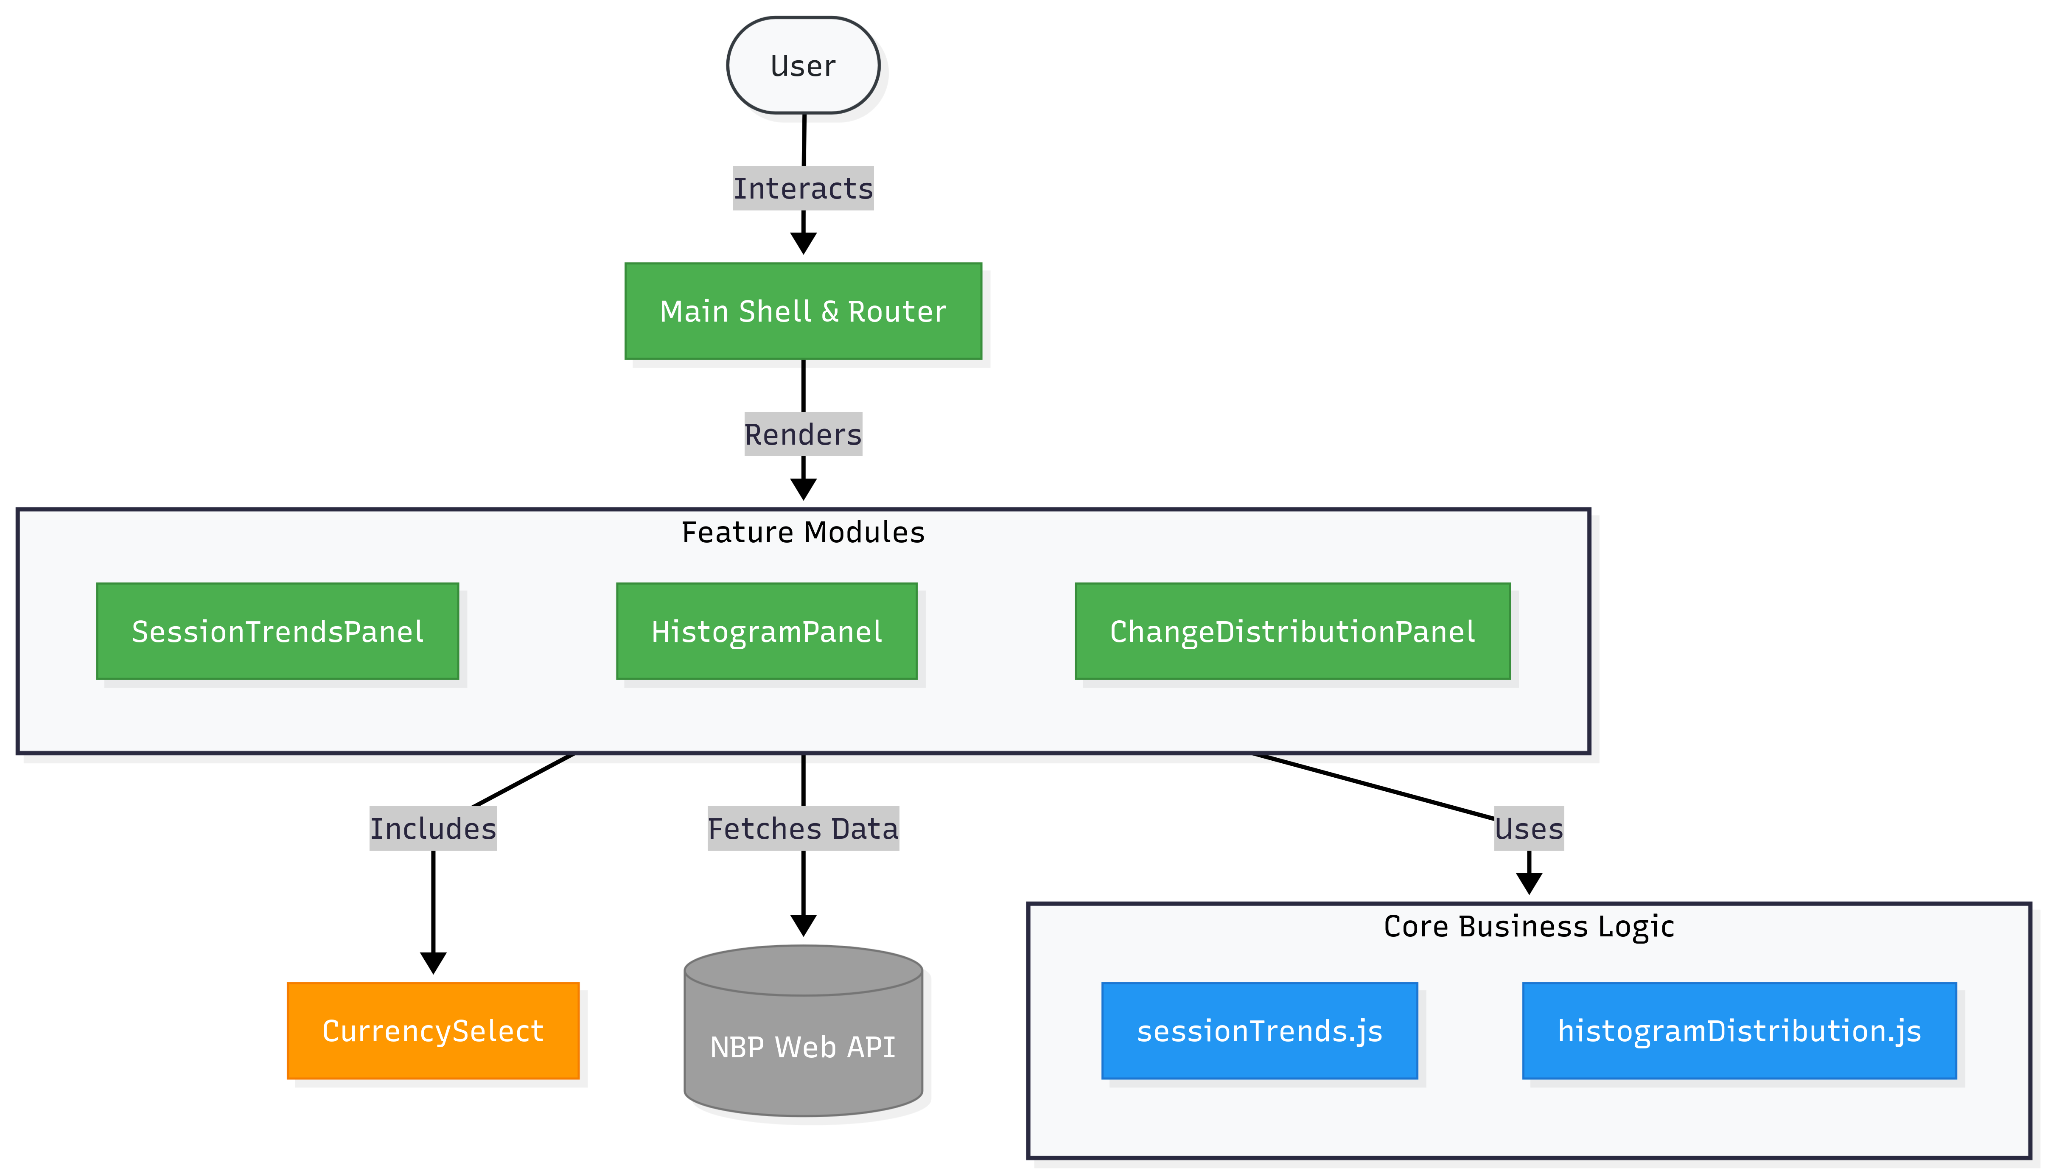 User
Interacts
Main Shell & Router
Renders
Feature Modules
SessionTrendsPanel
HistogramPanel
ChangeDistributionPanel
Includes
Fetches Data
Uses
Core Business Logic
CurrencySelect
NBP Web API
sessionTrends.js
histogramDistribution.js